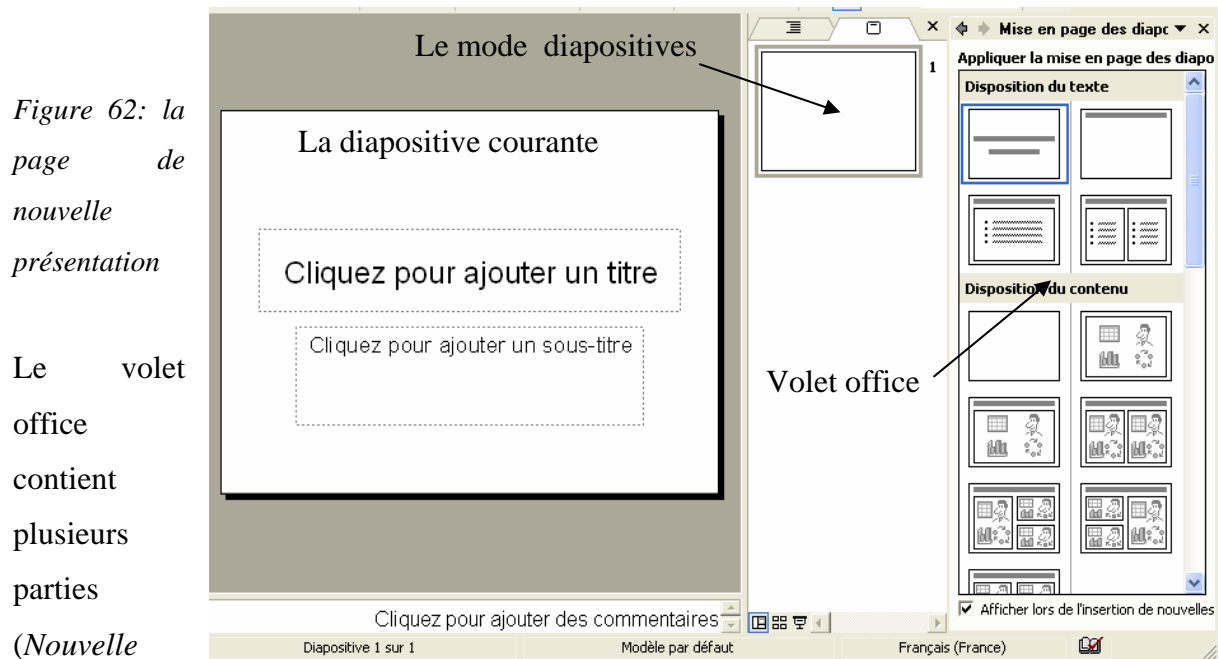 Figure 62: la
page de
nouvelle
présentation
Le volet
office
contient
plusieurs
parties
(Nouvelle
Le mode diapositives
La diapositive courante
Cliquez pour ajouter un titre
Cliquez pour ajouter un sous-titre
Cliquez pour ajouter des commentaires
1
Volet office
Mise en page des diapc
Appliquer la mise en page des diapo
Disposition du texte
Disposition du contenu
Afficher lors de l'insertion de nouvelles
Diapositive 1 sur 1 Modèle par défaut Français (France)